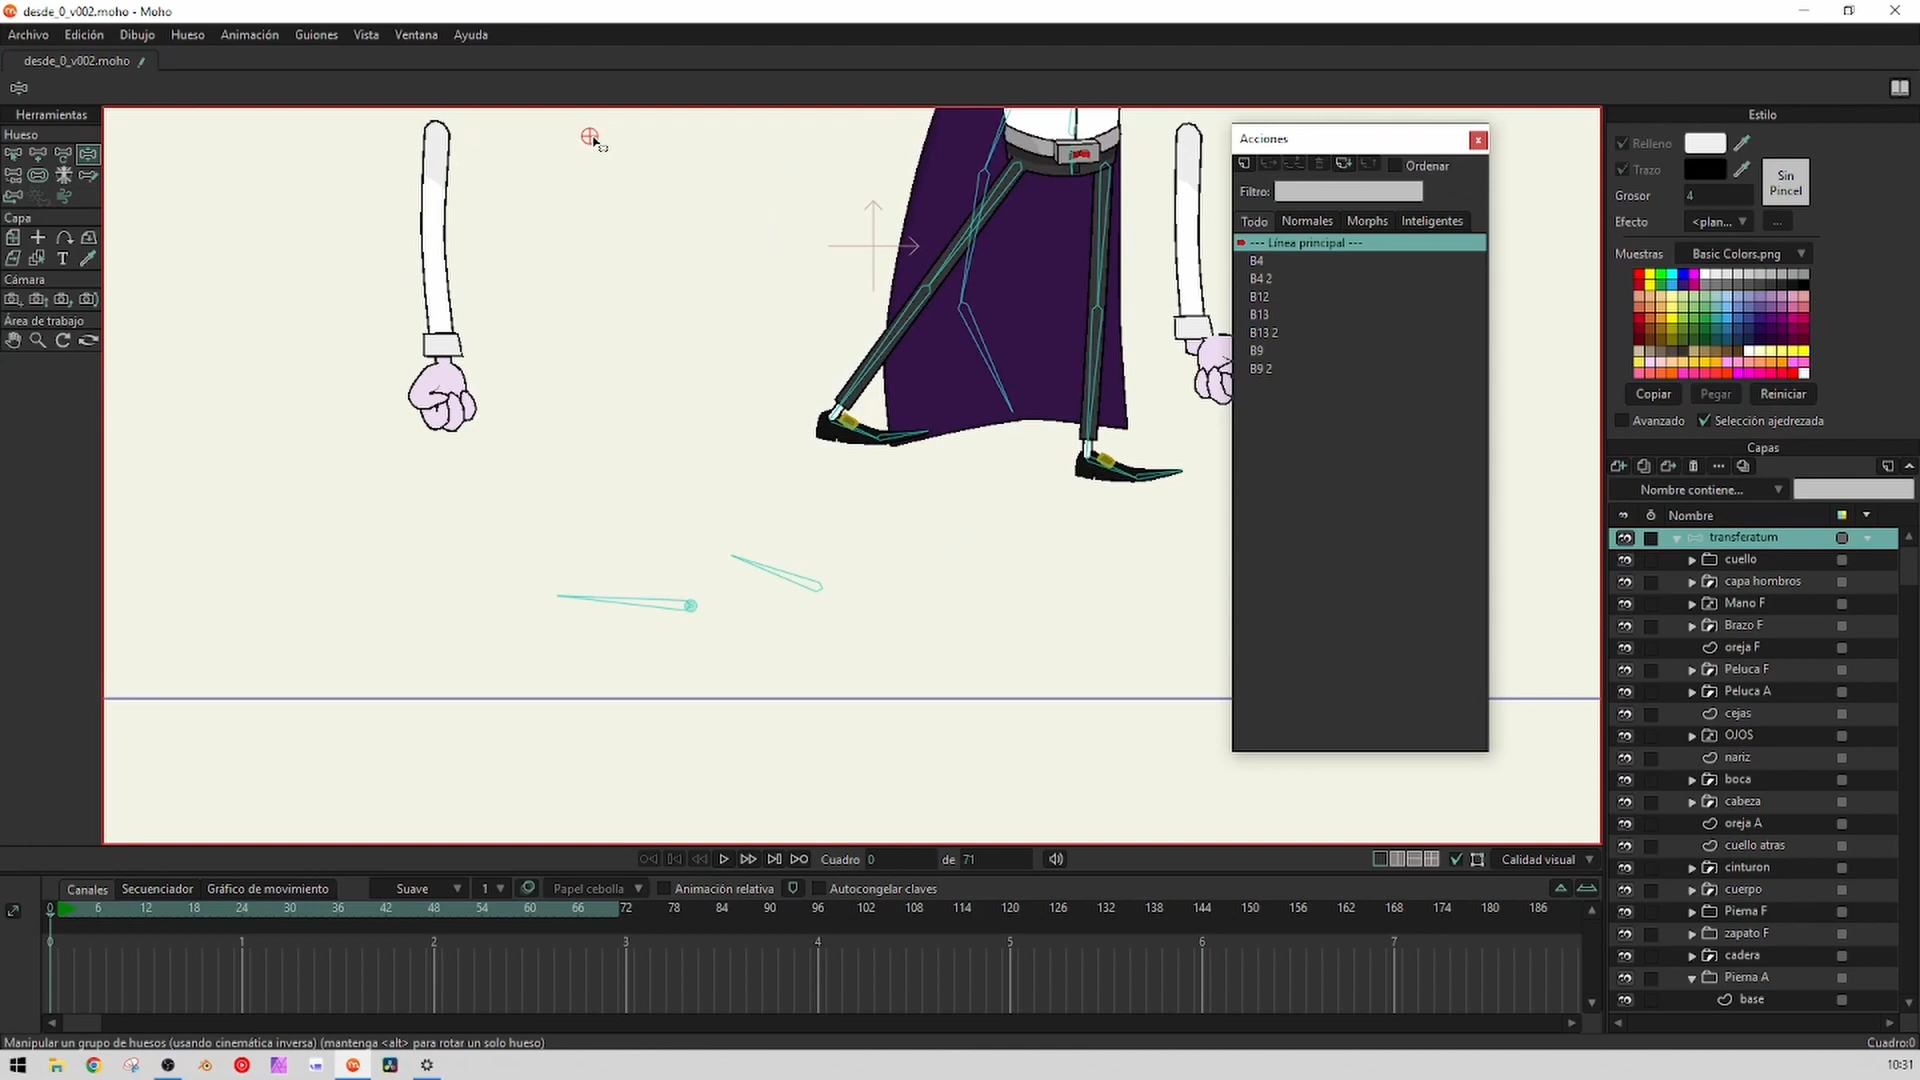 desde_0_v002.moho - Moho
Archivo Edición Dibujo Hueso Animación Guiones Vista Ventana Ayuda
desde_0_v002.moho
Herramientas
Hueso
Capa
Cámara
Área de trabajo
Acciones
Ordenar
Filtro:
Todo Normales Morphs Inteligentes
--- Línea principal ---
B4
B4 2
B12
B13
B13 2
B9
B9 2
Estilo
Relleno
Trazo
Sin Pincel
Grosor 4
Efecto <plan... ...
Muestras Basic Colors.png
Copiar Pegar Reiniciar
Avanzado Selección ajedrezada
Capas
Nombre contiene...
Nombre
transferatum
cuello
capa hombros
Mano F
Brazo F
oreja F
Peluca F
Peluca A
cejas
OJOS
nariz
boca
cabeza
oreja A
cuello atras
cinturon
cuerpo
Pierna F
zapato F
cadera
Pierna A
base
Cuadro 0 de 71
Calidad visual
Canales Secuenciador Gráfico de movimiento Suave 1 Papel cebolla Animación relativa Autocongelar claves
0 6 12 18 24 30 36 42 48 54 60 66 72 78 84 90 96 102 108 114 120 126 132 138 144 150 156 162 168 174 180 186
0 1 2 3 4 5 6 7
Manipular un grupo de huesos (usando cinemática inversa) (mantenga <alt> para rotar un solo hueso)
Cuadro:0
10:31